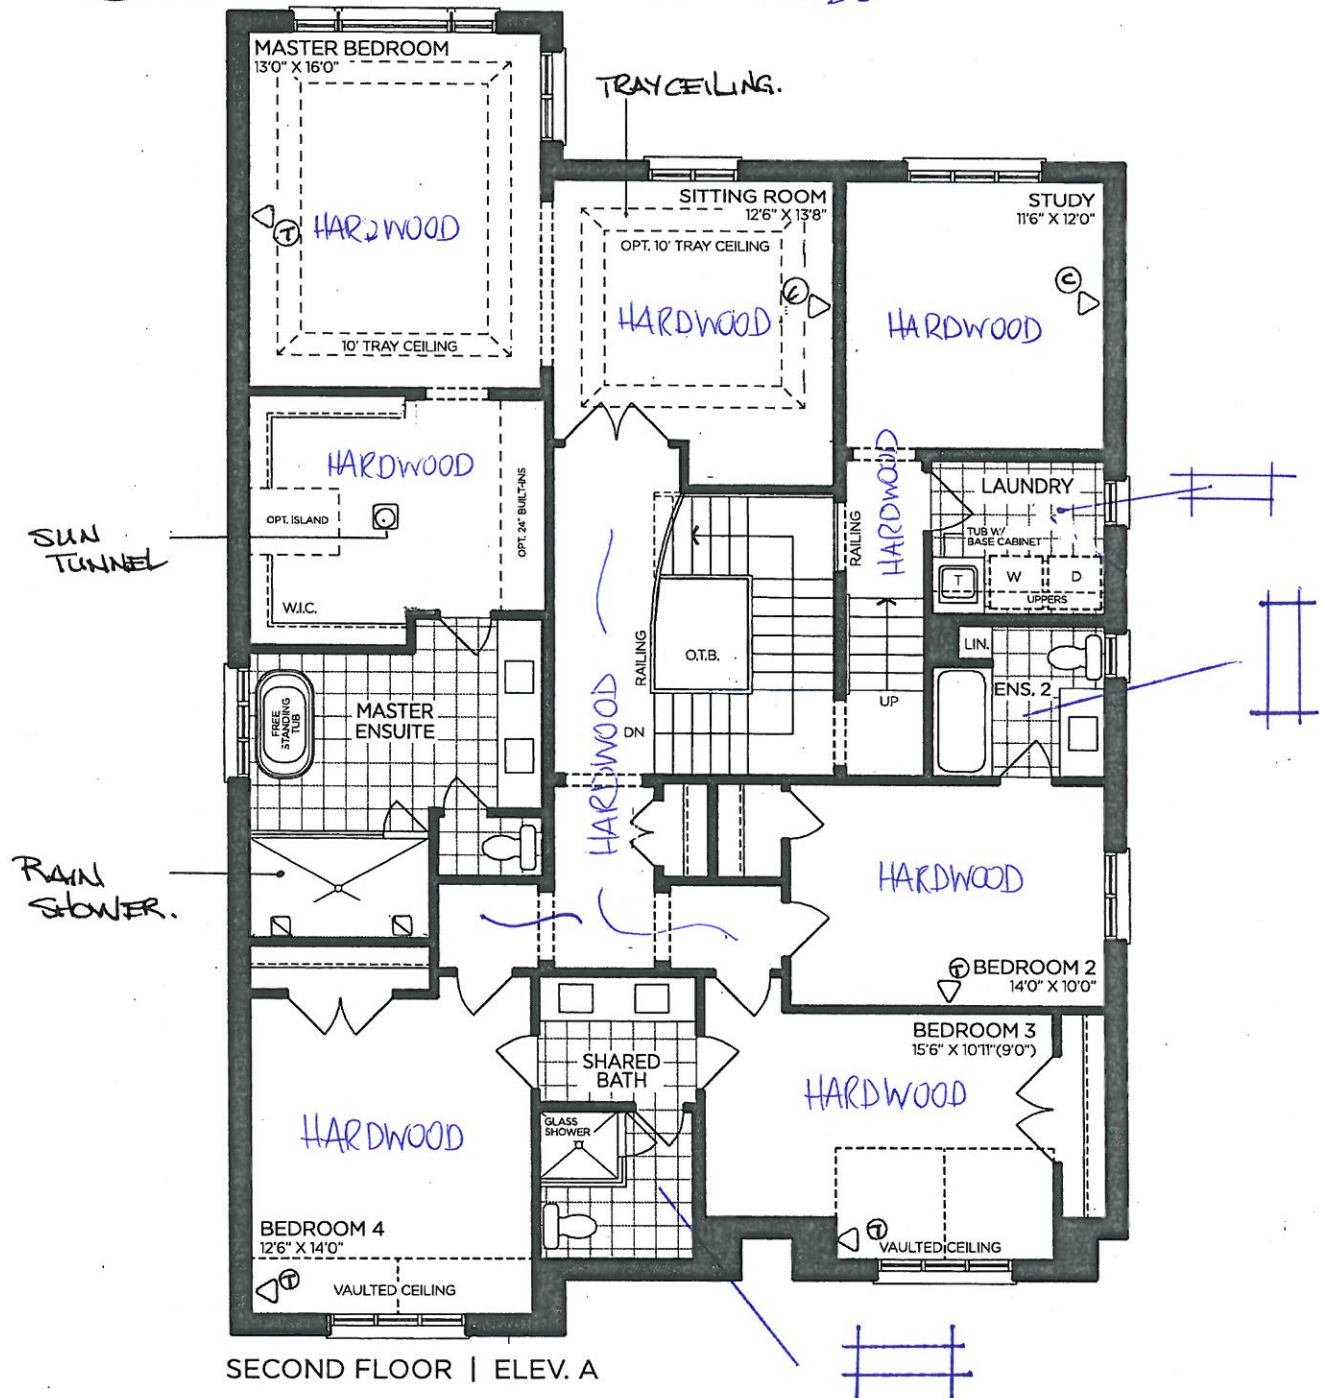 MASTER BEDROOM
13'0" X 16'0"
HARDWOOD
T
10' TRAY CEILING
TRAY CEILING.
SITTING ROOM
12'6" X 13'8"
OPT. 10' TRAY CEILING
HARDWOOD
STUDY
11'6" X 12'0"
C
HARDWOOD
HARDWOOD
OPT. ISLAND
OPT. 24" BUILT-INS
W.I.C.
SUN
TUNNEL
HARDWOOD
RAILING
LAUNDRY
TUB W/
BASE CABINET
T
W
D
UPPERS
RAILING
O.T.B.
DN
UP
HARDWOOD
LIN.
ENS. 2
MASTER
ENSUITE
FREE
STANDING
TUB
RAIN
SHOWER.
HARDWOOD
T
BEDROOM 2
14'0" X 10'0"
BEDROOM 3
15'6" X 10'11"(9'0")
HARDWOOD
T
VAULTED CEILING
SHARED
BATH
GLASS
SHOWER
HARDWOOD
BEDROOM 4
12'6" X 14'0"
T
VAULTED CEILING
SECOND FLOOR | ELEV. A